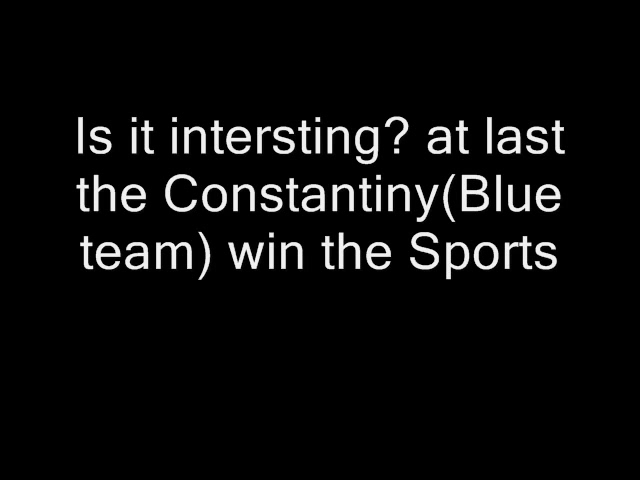 Is it intersting? at last
the Constantiny(Blue
team) win the Sports